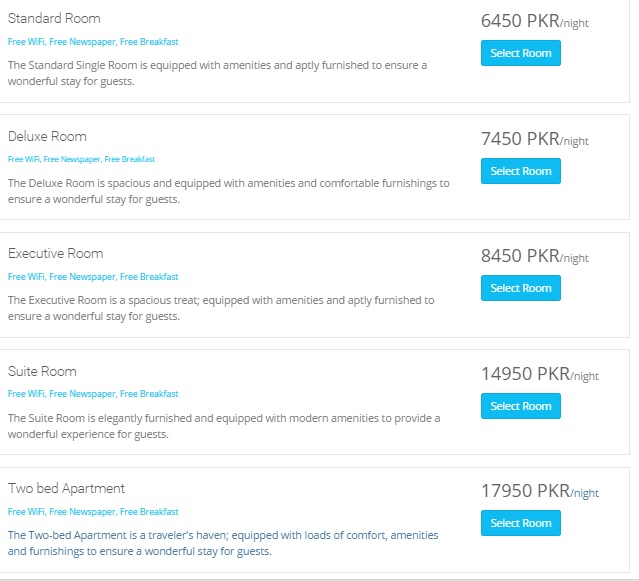 Standard Room
6450 PKR/night
Free WiFi, Free Newspaper, Free Breakfast
Select Room
The Standard Single Room is equipped with amenities and aptly furnished to ensure a
wonderful stay for guests.
Deluxe Room
7450 PKR/night
Free WiFi, Free Newspaper, Free Breakfast
Select Room
The Deluxe Room is spacious and equipped with amenities and comfortable furnishings to
ensure a wonderful stay for guests.
Executive Room
8450 PKR/night
Free WiFi, Free Newspaper, Free Breakfast
Select Room
The Executive Room is a spacious treat; equipped with amenities and aptly furnished to
ensure a wonderful stay for guests.
Suite Room
14950 PKR/night
Free WiFi, Free Newspaper, Free Breakfast
Select Room
The Suite Room is elegantly furnished and equipped with modern amenities to provide a
wonderful experience for guests.
Two bed Apartment
17950 PKR/night
Free WiFi, Free Newspaper, Free Breakfast
Select Room
The Two-bed Apartment is a traveler's haven; equipped with loads of comfort, amenities
and furnishings to ensure a wonderful stay for guests.